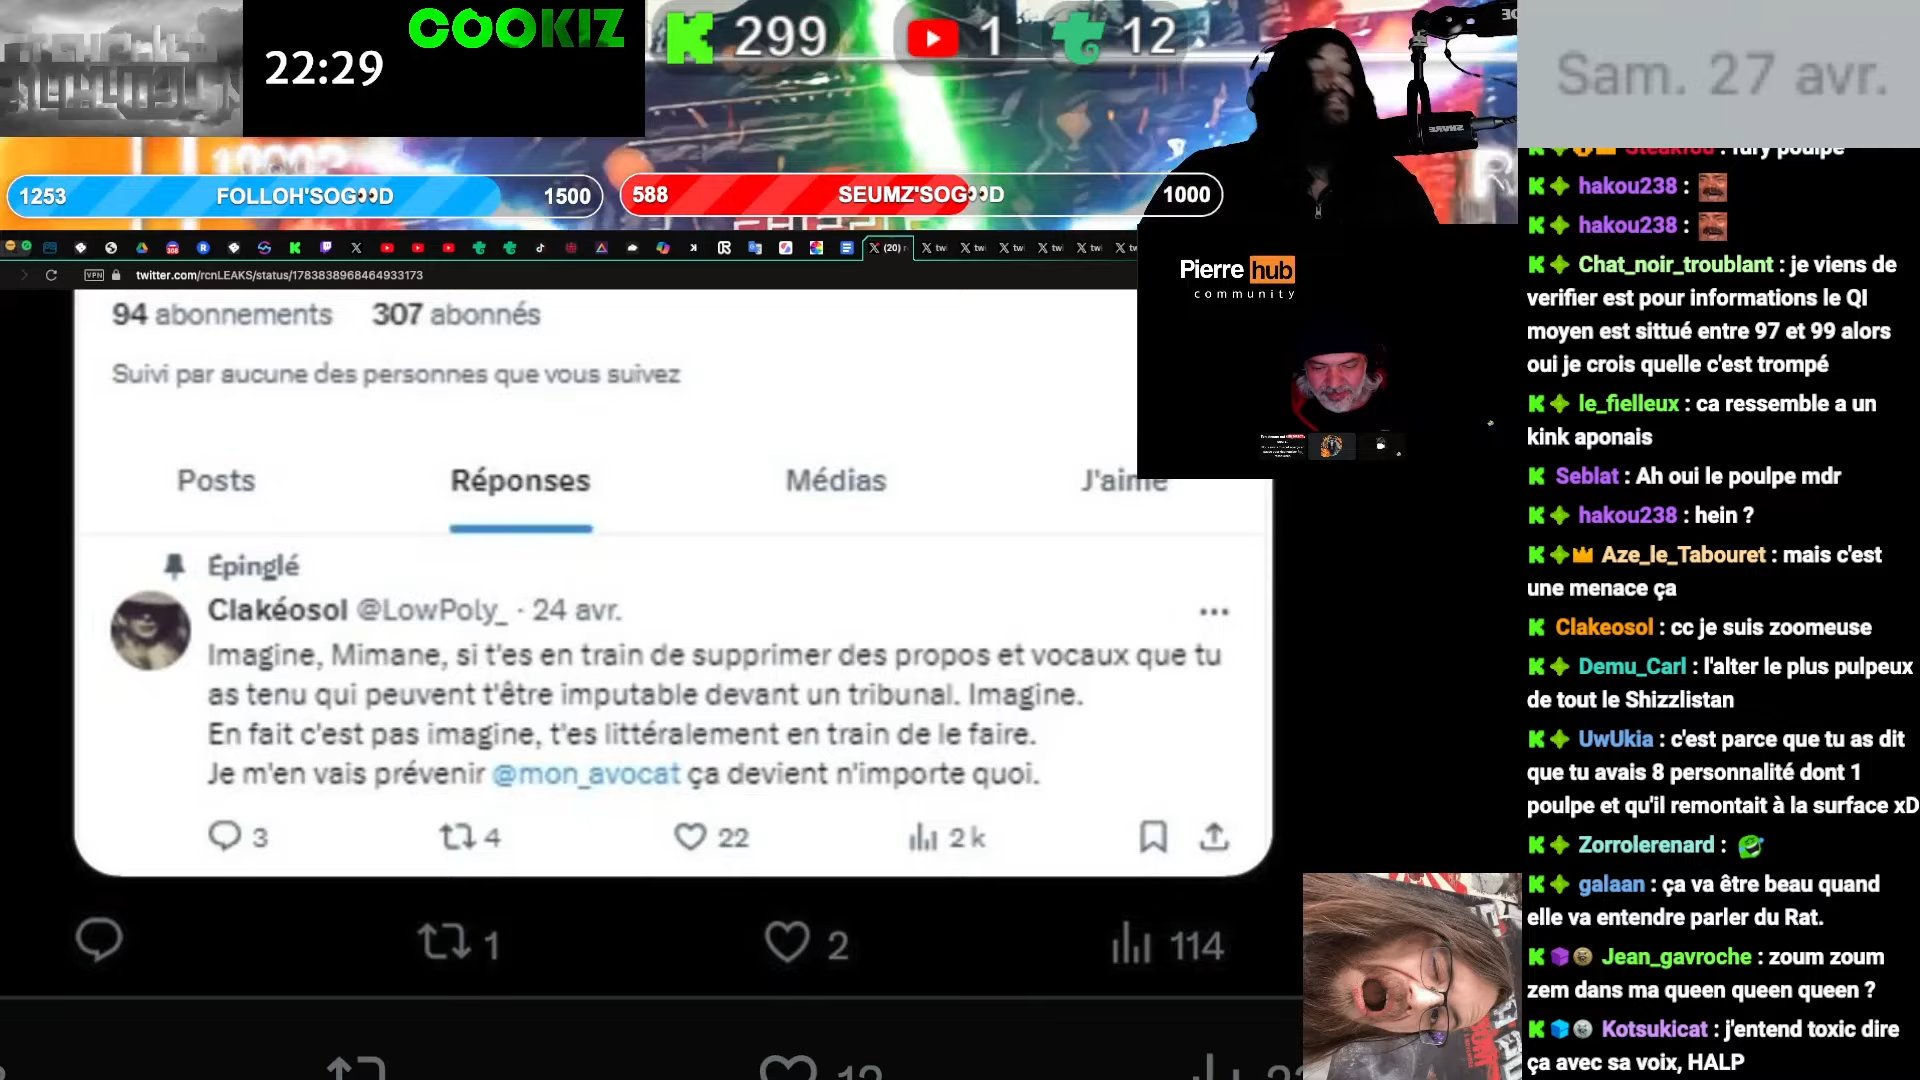 22:29
COOKIZ
299
1
12
Sam. 27 avr.
1253 FOLLOH'SOG👀D 1500
588 SEUMZ'SOG👀D 1000
VPN twitter.com/rcnLEAKS/status/1783838968464933173
94 abonnements 307 abonnés
Suivi par aucune des personnes que vous suivez
Posts Réponses Médias J'aime
Épinglé
Clakéosol @LowPoly_ · 24 avr.
Imagine, Mimane, si t'es en train de supprimer des propos et vocaux que tu
as tenu qui peuvent t'être imputable devant un tribunal. Imagine.
En fait c'est pas imagine, t'es littéralement en train de le faire.
Je m'en vais prévenir @mon_avocat ça devient n'importe quoi.
3 4 22 2 k
1 2 114
Pierre hub
community
Steakfou : fury poulpe
hakou238 :
hakou238 :
Chat_noir_troublant : je viens de
verifier est pour informations le QI
moyen est sittué entre 97 et 99 alors
oui je crois quelle c'est trompé
le_fielleux : ca ressemble a un
kink aponais
Seblat : Ah oui le poulpe mdr
hakou238 : hein ?
Aze_le_Tabouret : mais c'est
une menace ça
Clakeosol : cc je suis zoomeuse
Demu_Carl : l'alter le plus pulpeux
de tout le Shizzlistan
UwUkia : c'est parce que tu as dit
que tu avais 8 personnalité dont 1
poulpe et qu'il remontait à la surface xD
Zorrolerenard :
galaan : ça va être beau quand
elle va entendre parler du Rat.
Jean_gavroche : zoum zoum
zem dans ma queen queen queen ?
Kotsukicat : j'entend toxic dire
ça avec sa voix, HALP